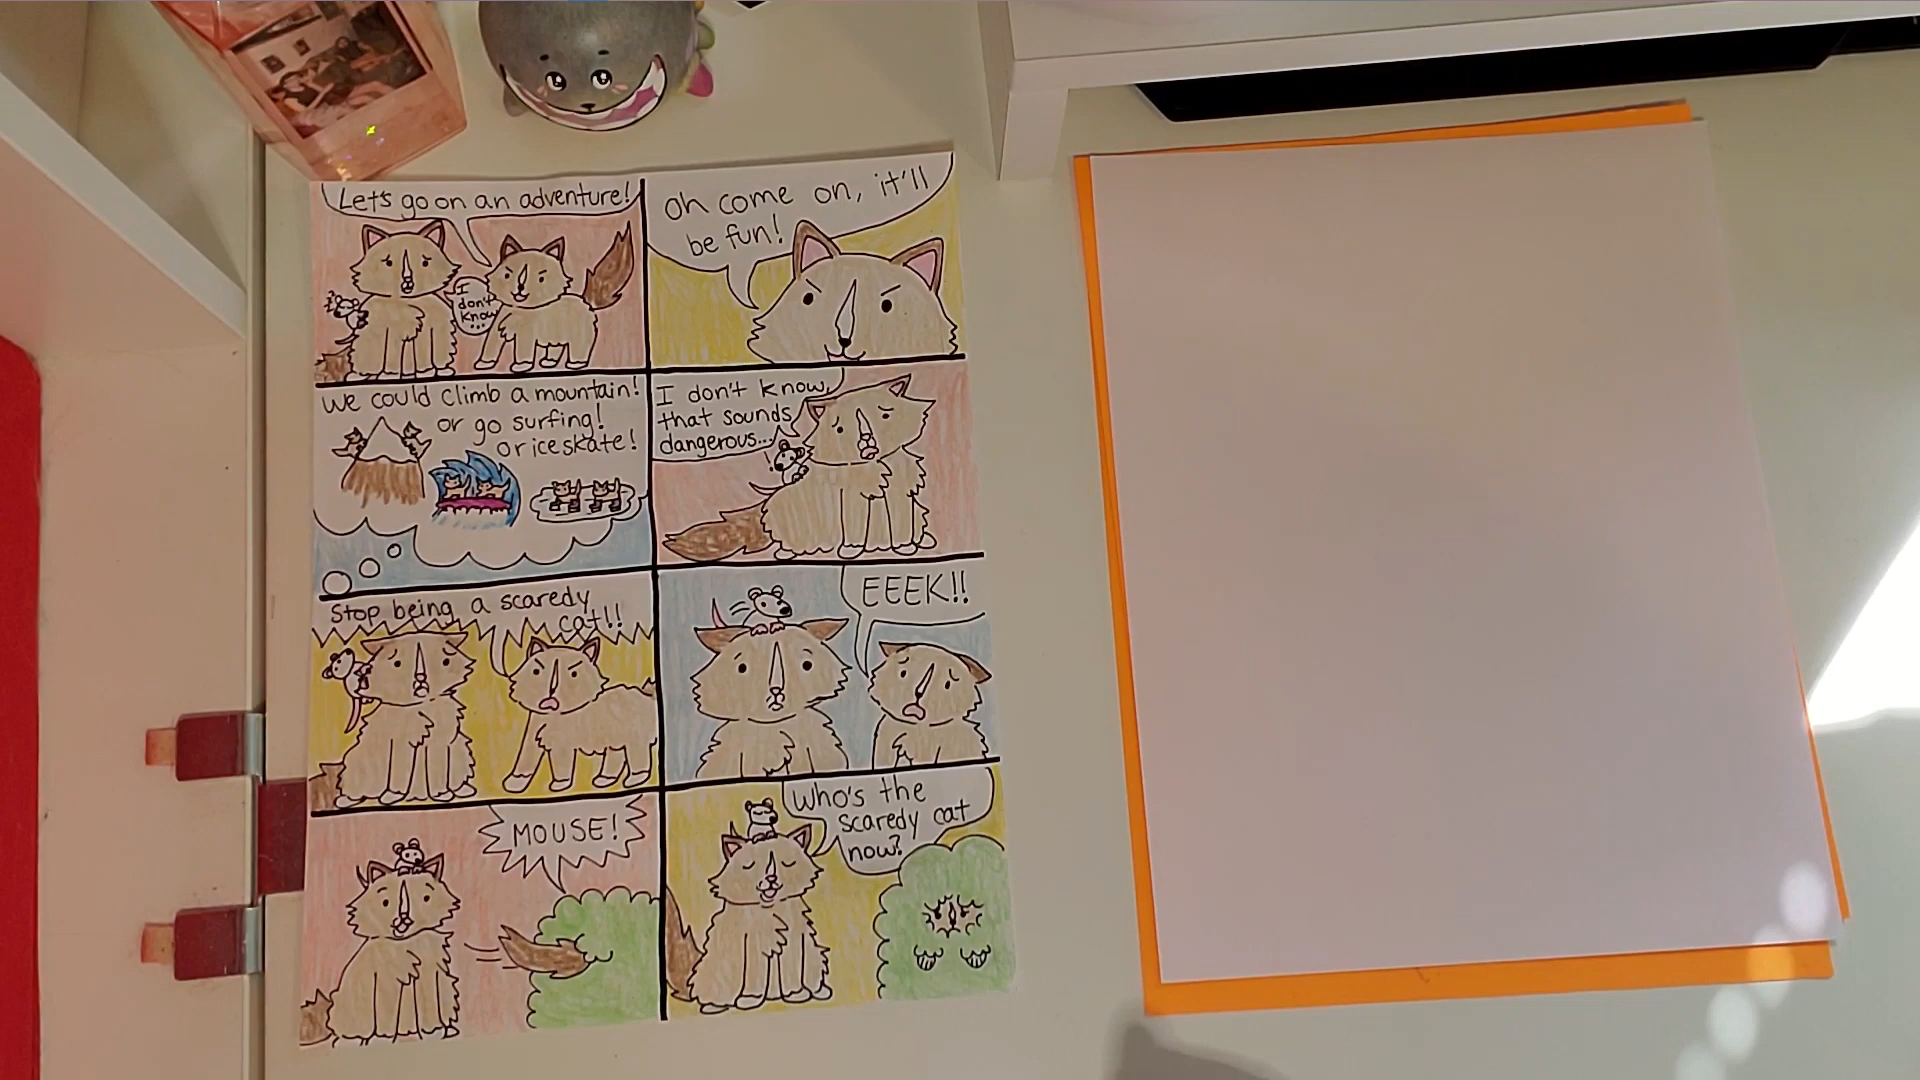 Let's go on an adventure!
I
don't
know
...
Oh come on, it'll
be fun!
We could climb a mountain!
or go surfing!
or iceskate!
I don't know,
that sounds
dangerous...
Stop being a scaredy
cat!!
EEEK!!
MOUSE!
Who's the
scaredy cat
now?